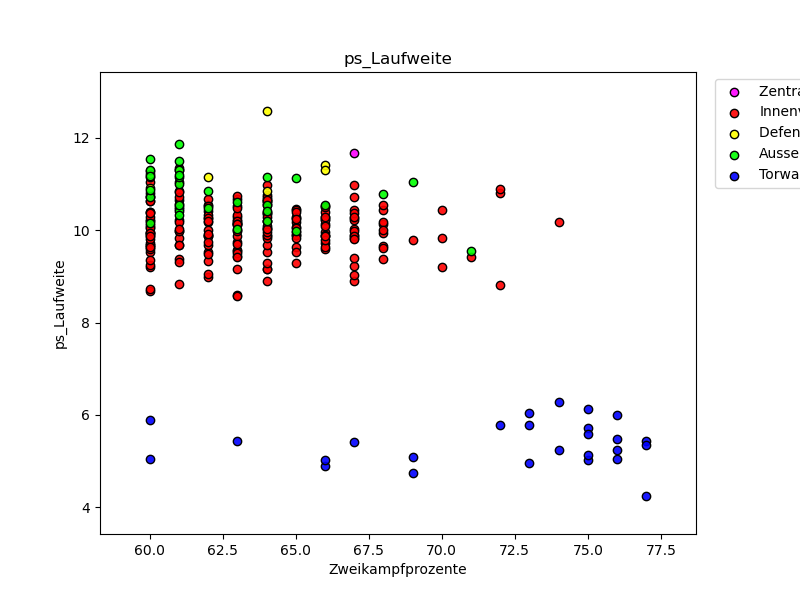 ps_Laufweite
12
10
8
6
4
ps_Laufweite
60.0 62.5 65.0 67.5 70.0 72.5 75.0 77.5
Zweikampfprozente
Zentra
Innenv
Defen
Ausse
Torwa